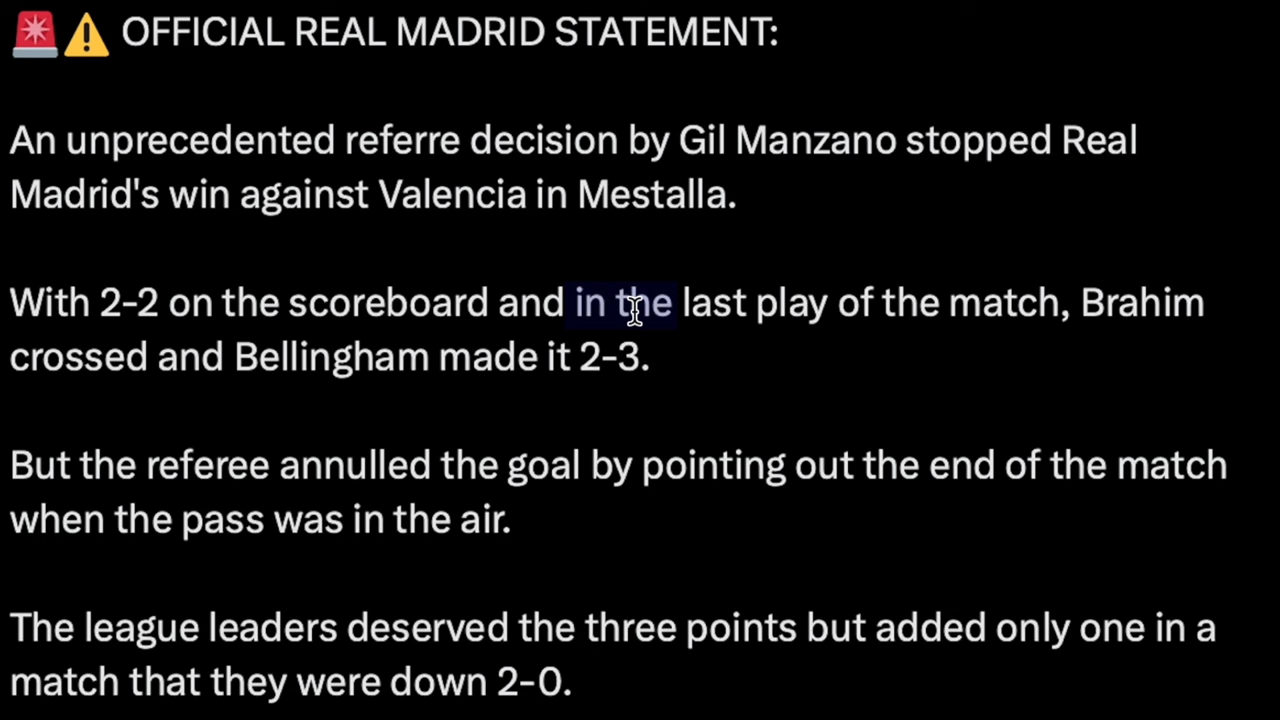 🚨⚠️ OFFICIAL REAL MADRID STATEMENT:
An unprecedented referre decision by Gil Manzano stopped Real
Madrid's win against Valencia in Mestalla.
With 2-2 on the scoreboard and in the last play of the match, Brahim
crossed and Bellingham made it 2-3.
But the referee annulled the goal by pointing out the end of the match
when the pass was in the air.
The league leaders deserved the three points but added only one in a
match that they were down 2-0.